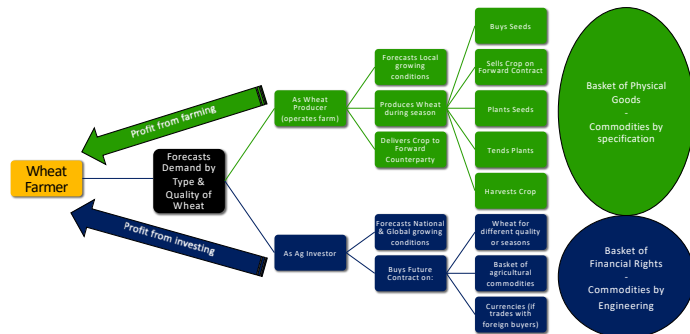 Wheat
Farmer
Profit from farming
Profit from investing
Forecasts
Demand by
Type &
Quality of
Wheat
As Wheat
Producer
(operates farm)
Forecasts Local
growing
conditions
Produces Wheat
during season
Delivers Crop to
Forward
Counterparty
Buys Seeds
Sells Crop on
Forward Contract
Plants Seeds
Tends Plants
Harvests Crop
Basket of Physical
Goods
-
Commodities by
specification
As Ag Investor
Forecasts National
& Global growing
conditions
Buys Future
Contract on:
Wheat for
different quality
or seasons
Basket of
agricultural
commodities
Currencies (if
trades with
foreign buyers)
Basket of
Financial Rights
-
Commodities by
Engineering